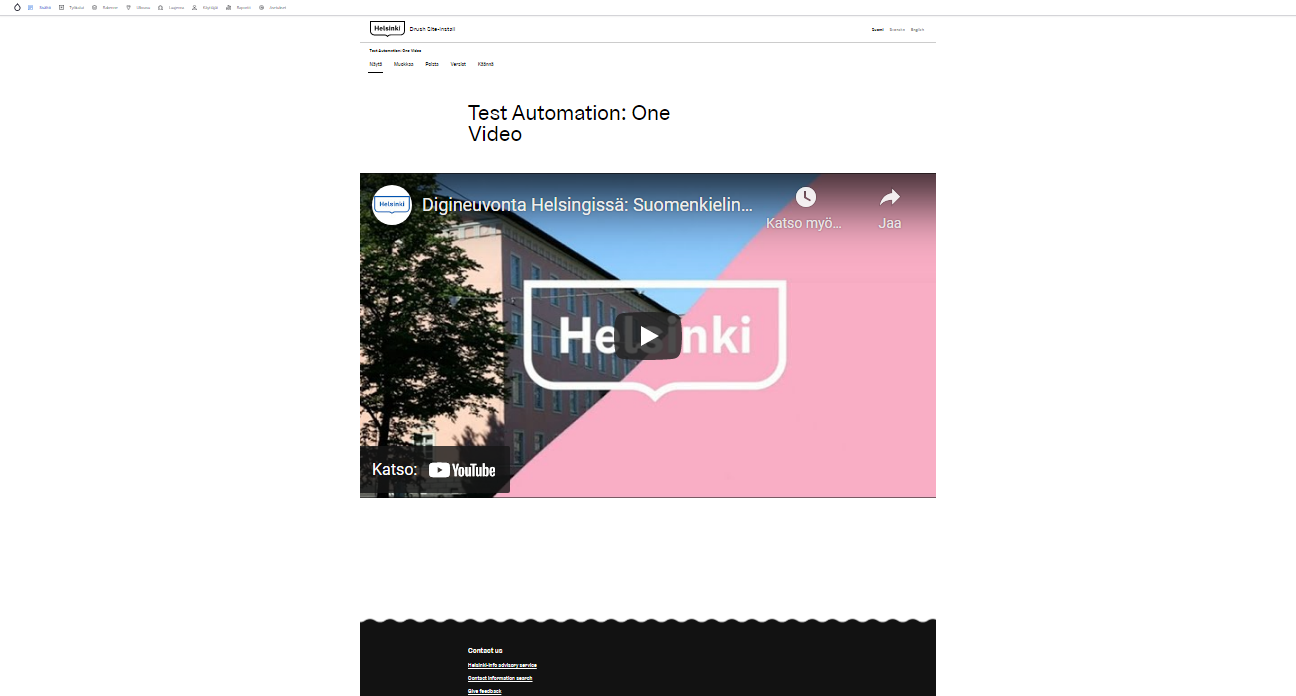 Sisältö Työkalut Rakenne Ulkoasu Laajenna Käyttäjät Raportit
Helsinki Drush Site-Install
Suomi Svenska English
Test Automation: One Video
Näytä Muokkaa Poista Versiot Käännä
Test Automation: One
Video
Helsinki
Digineuvonta Helsingissä: Suomenkielin...
Katso myö...
Jaa
Helsinki
Katso: YouTube
Contact us
Helsinki-info advisory service
Contact information search
Give feedback